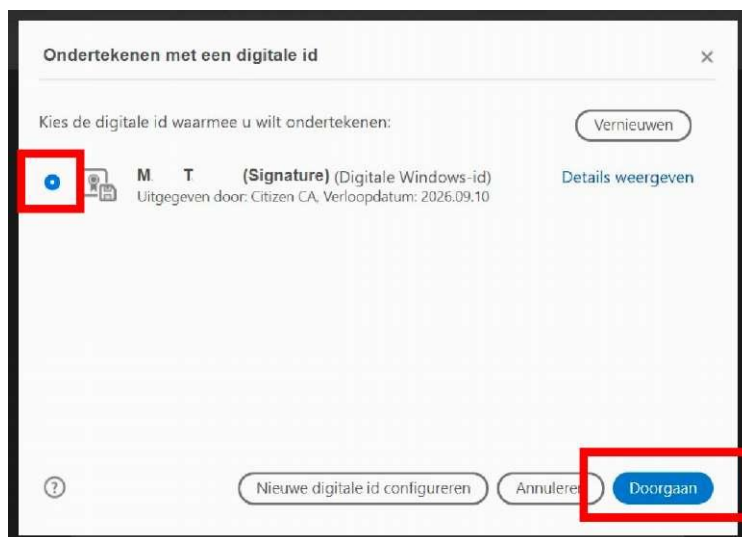 Ondertekenen met een digitale id
Kies de digitale id waarmee u wilt ondertekenen:
Vernieuwen
M. T. (Signature) (Digitale Windows-id)
Details weergeven
Uitgegeven door: Citizen CA, Verloopdatum: 2026.09.10
Nieuwe digitale id configureren
Annuleren
Doorgaan